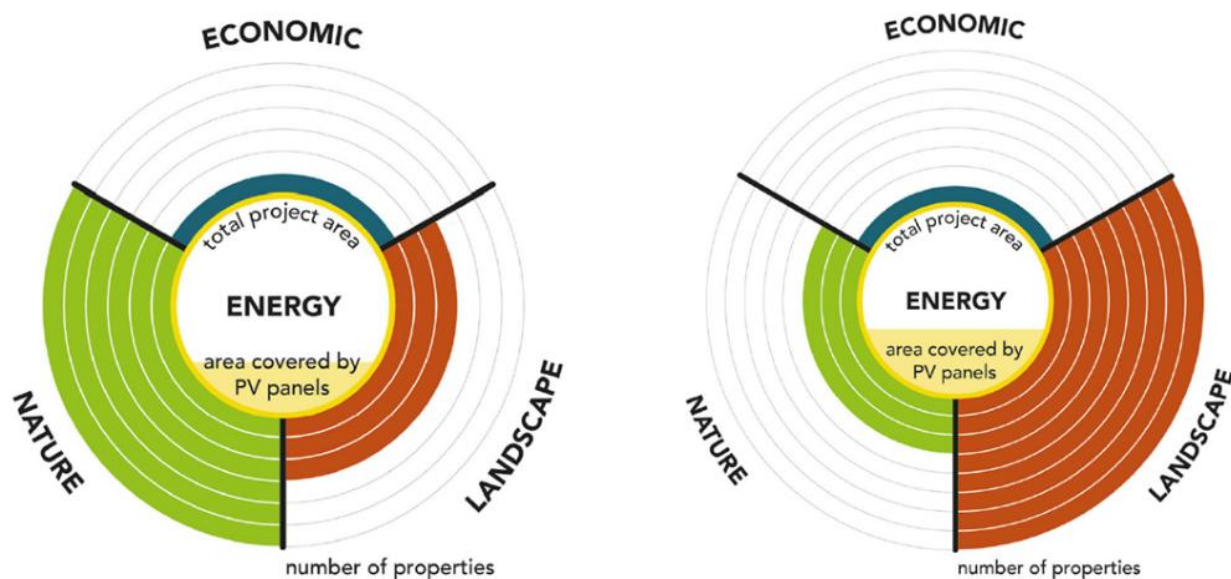 ECONOMIC
total project area
ENERGY
area covered by
PV panels
NATURE
LANDSCAPE
number of properties
ECONOMIC
total project area
ENERGY
area covered by
PV panels
NATURE
LANDSCAPE
number of properties